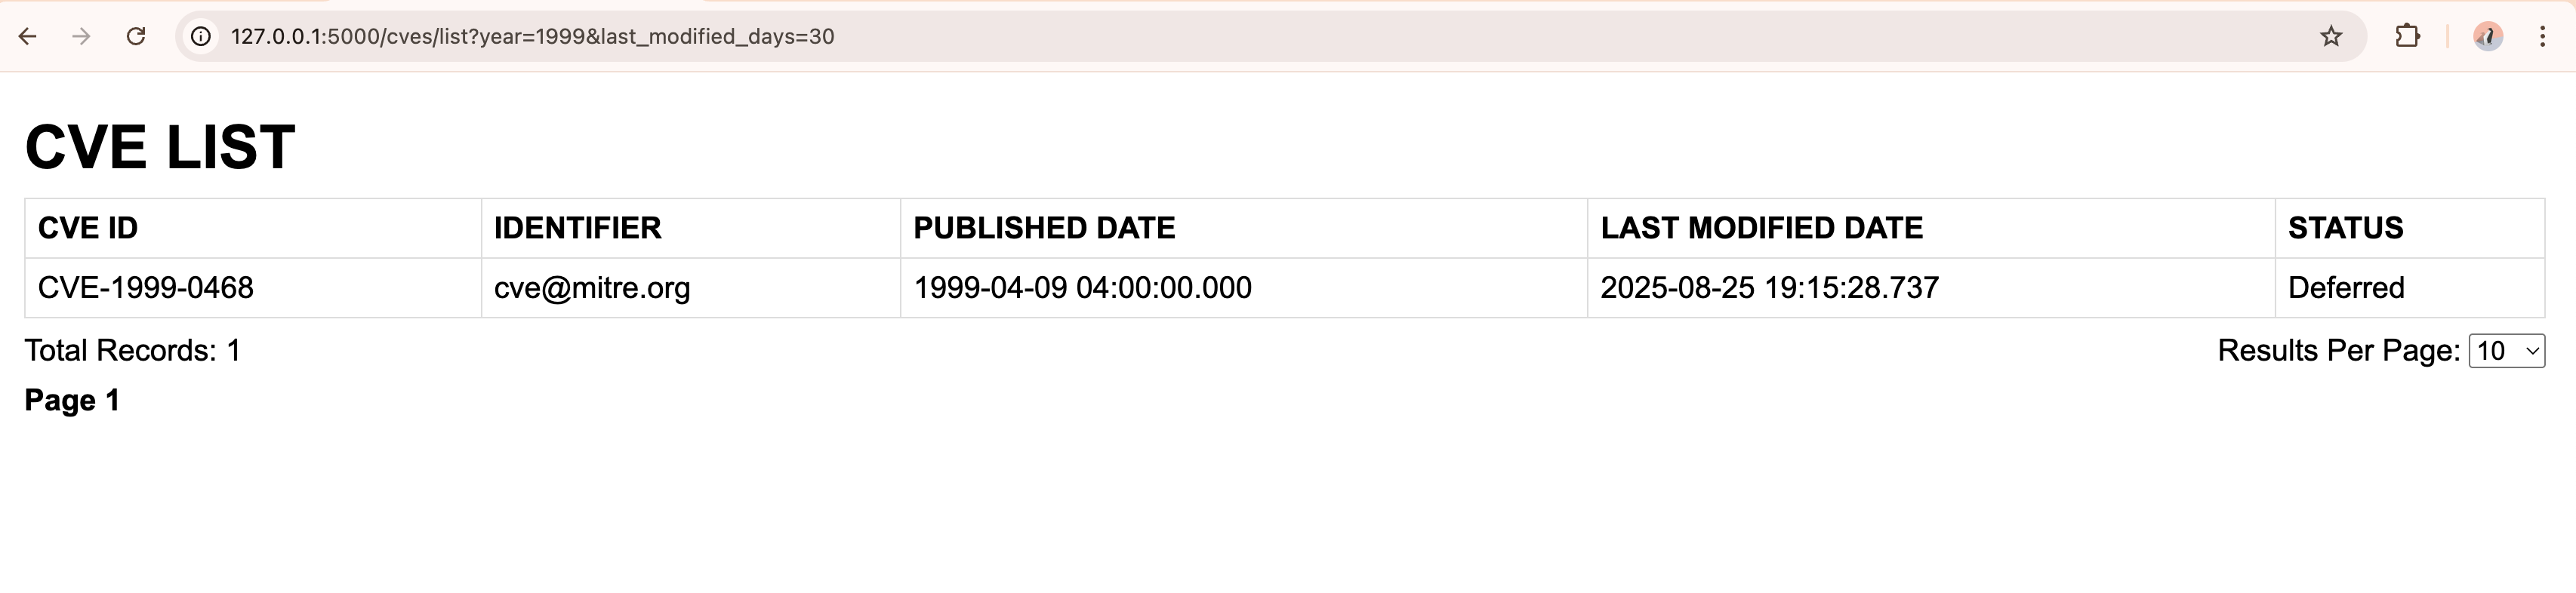 127.0.0.1:5000/cves/list?year=1999&last_modified_days=30
CVE LIST
CVE ID IDENTIFIER PUBLISHED DATE LAST MODIFIED DATE STATUS
CVE-1999-0468 cve@mitre.org 1999-04-09 04:00:00.000 2025-08-25 19:15:28.737 Deferred
Total Records: 1 Results Per Page: 10
Page 1